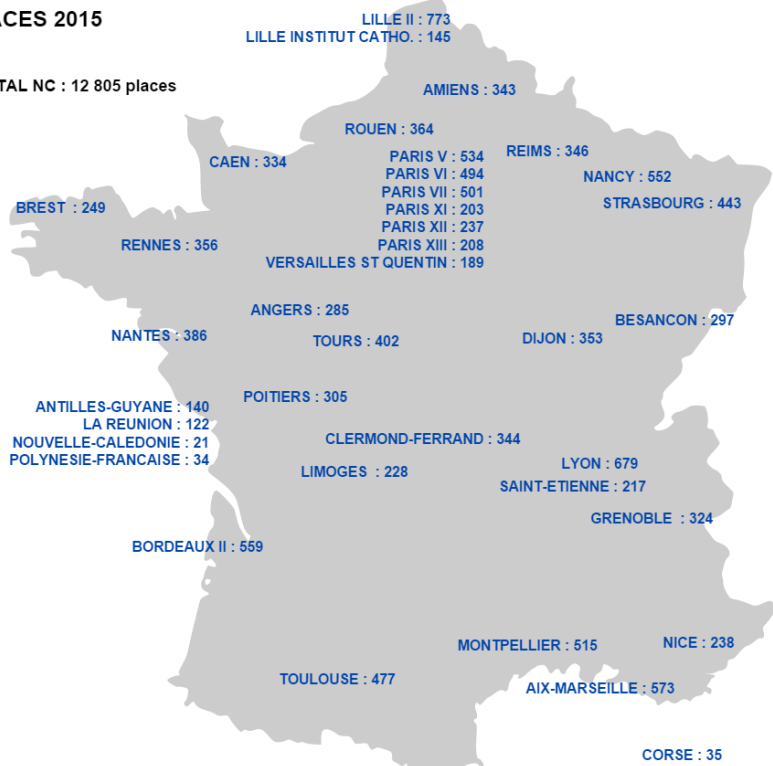 ACES 2015
LILLE II : 773
LILLE INSTITUT CATHO. : 145
TAL NC : 12 805 places
AMIENS : 343
ROUEN : 364
CAEN : 334
PARIS V : 534
REIMS : 346
PARIS VI : 494
NANCY : 552
PARIS VII : 501
STRASBOURG : 443
PARIS XI : 203
BREST : 249
PARIS XII : 237
RENNES : 356
PARIS XIII : 208
VERSAILLES ST QUENTIN : 189
ANGERS : 285
BESANCON : 297
NANTES : 386
TOURS : 402
DIJON : 353
POITIERS : 305
ANTILLES-GUYANE : 140
LA REUNION : 122
NOUVELLE-CALEDONIE : 21
POLYNESIE-FRANCAISE : 34
CLERMOND-FERRAND : 344
LIMOGES : 228
LYON : 679
SAINT-ETIENNE : 217
GRENOBLE : 324
BORDEAUX II : 559
MONTPELLIER : 515
NICE : 238
TOULOUSE : 477
AIX-MARSEILLE : 573
CORSE : 35